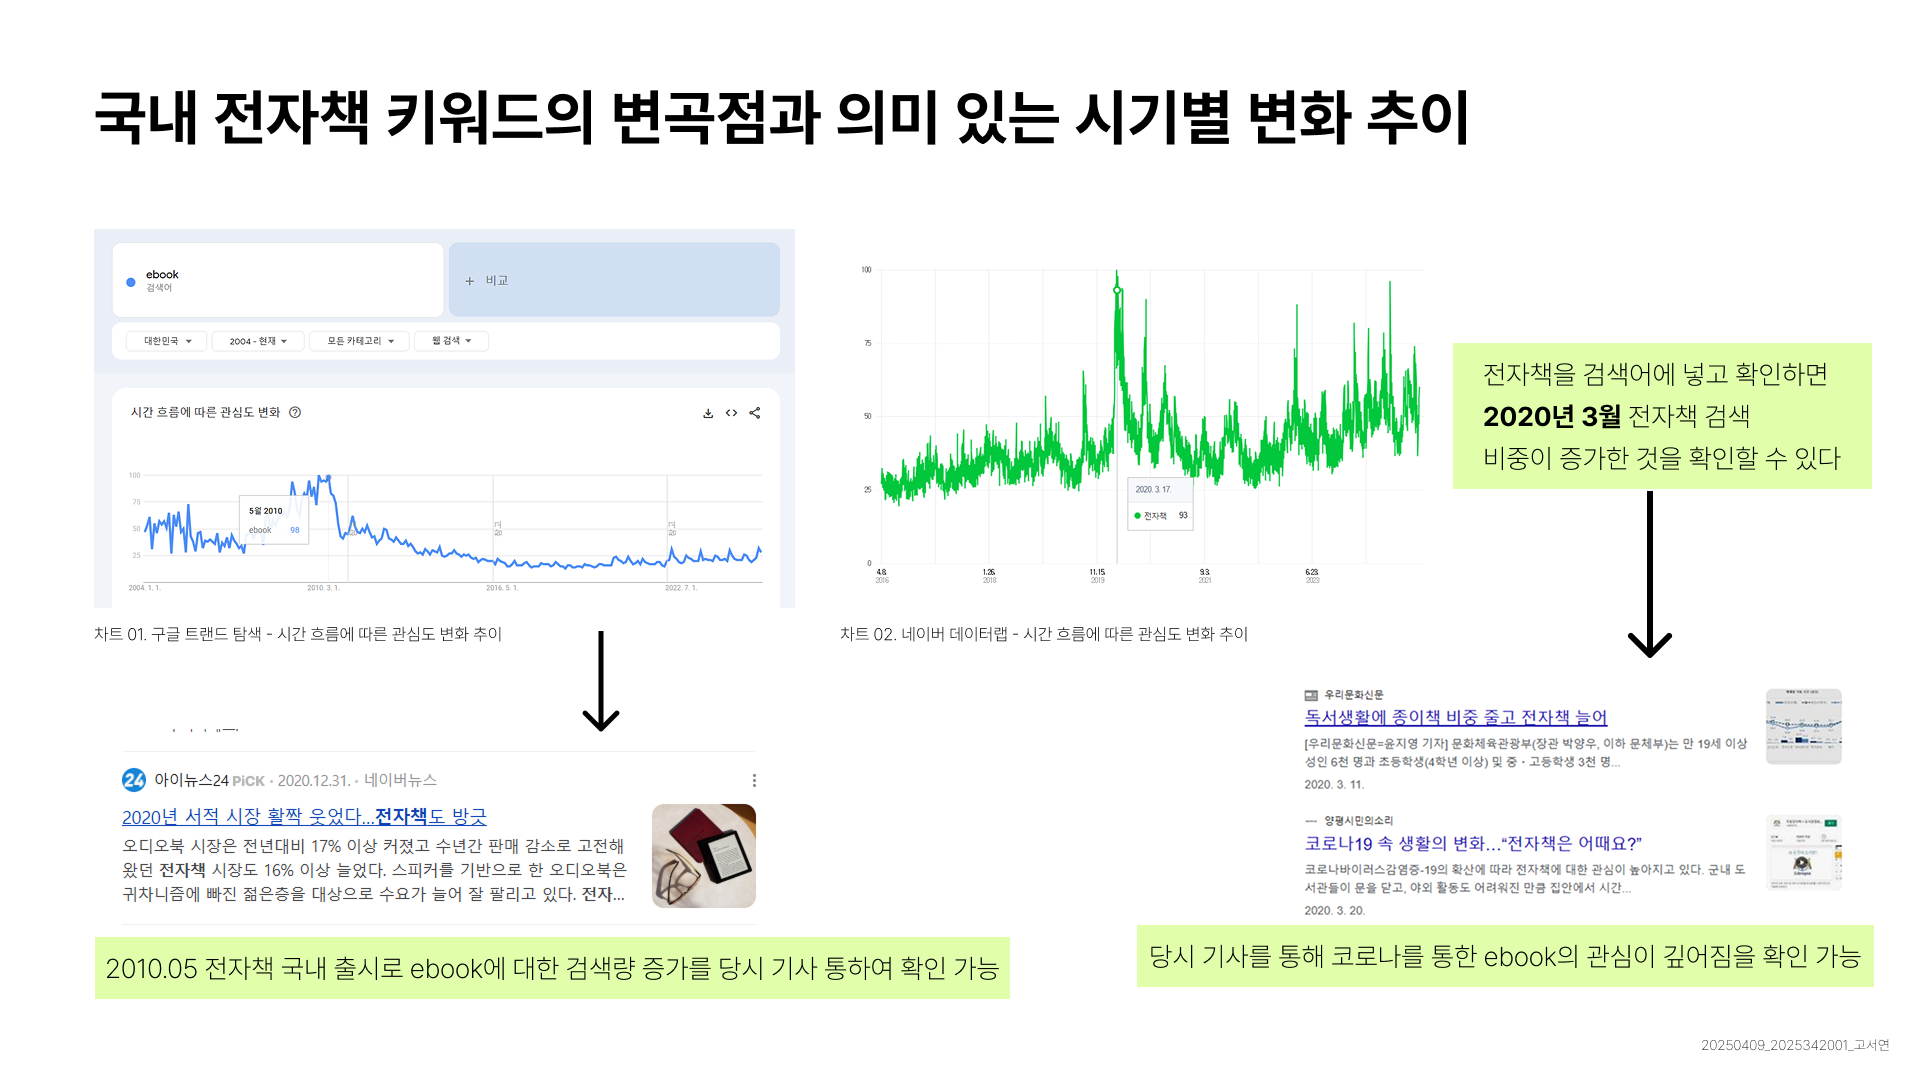 국내 전자책 키워드의 변곡점과 의미 있는 시기별 변화 추이
ebook
검색어
+ 비교
대한민국
2004 - 현재
모든 카테고리
웹 검색
시간 흐름에 따른 관심도 변화
100
75
50
25
5월 2010
ebook 98
참고
참고
2004. 1. 1.
2010. 3. 1.
2016. 5. 1.
2022. 7. 1.
차트 01. 구글 트랜드 탐색 - 시간 흐름에 따른 관심도 변화 추이
100
75
50
25
0
2020. 3. 17.
전자책 93
4.8. 2016
1.26. 2018
11.15. 2019
9.3. 2021
6.23. 2023
차트 02. 네이버 데이터랩 - 시간 흐름에 따른 관심도 변화 추이
전자책을 검색어에 넣고 확인하면
2020년 3월 전자책 검색
비중이 증가한 것을 확인할 수 있다
24 아이뉴스24 PiCK · 2020.12.31. · 네이버뉴스
2020년 서적 시장 활짝 웃었다...전자책도 방긋
오디오북 시장은 전년대비 17% 이상 커졌고 수년간 판매 감소로 고전해
왔던 전자책 시장도 16% 이상 늘었다. 스피커를 기반으로 한 오디오북은
귀차니즘에 빠진 젊은층을 대상으로 수요가 늘어 잘 팔리고 있다. 전자...
2010.05 전자책 국내 출시로 ebook에 대한 검색량 증가를 당시 기사 통하여 확인 가능
우리문화신문
독서생활에 종이책 비중 줄고 전자책 늘어
[우리문화신문=윤지영 기자] 문화체육관광부(장관 박양우, 이하 문체부)는 만 19세 이상
성인 6천 명과 초등학생(4학년 이상) 및 중 · 고등학생 3천 명...
2020. 3. 11.
양평시민의소리
코로나19 속 생활의 변화...“전자책은 어때요?”
코로나바이러스감염증-19의 확산에 따라 전자책에 대한 관심이 높아지고 있다. 군내 도
서관들이 문을 닫고, 야외 활동도 어려워진 만큼 집안에서 시간...
2020. 3. 20.
당시 기사를 통해 코로나를 통한 ebook의 관심이 깊어짐을 확인 가능
20250409_2025342001_고서연